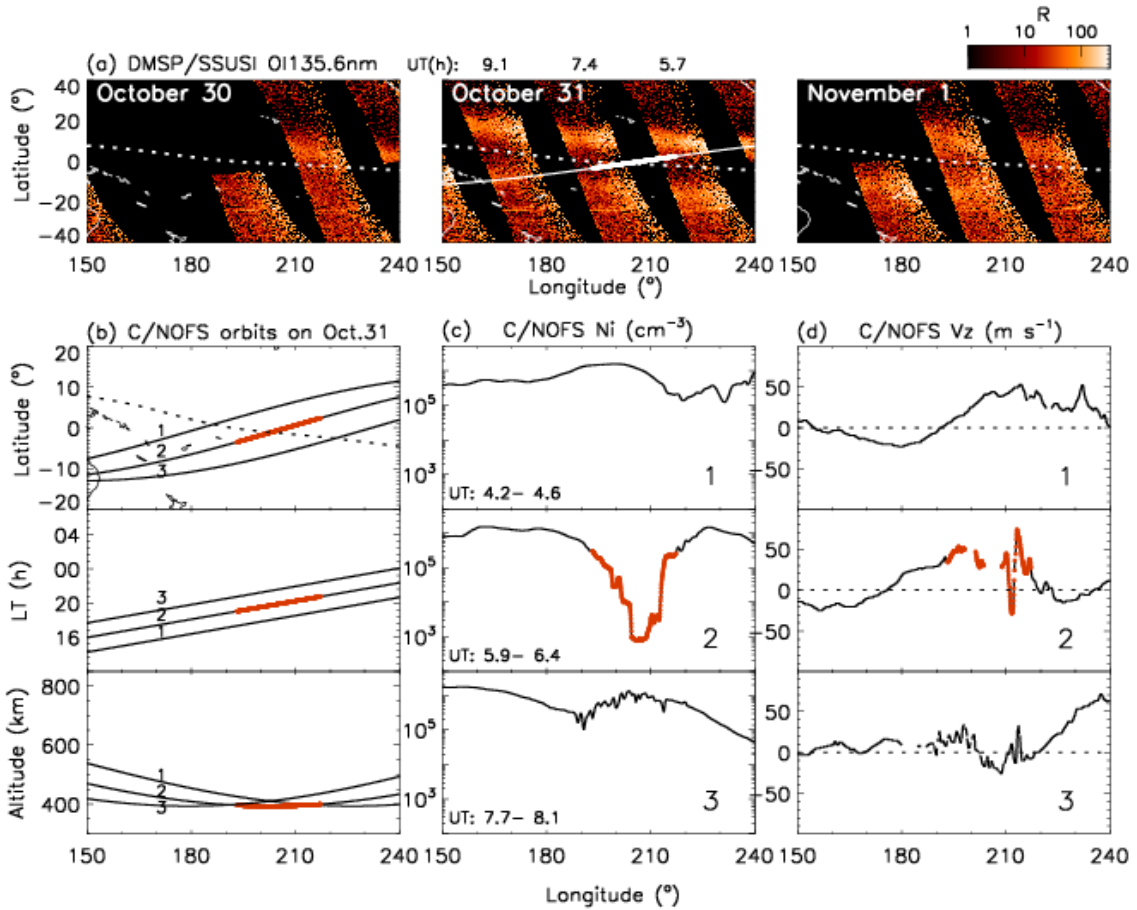 R
1 10 100
(a) DMSP/SSUSI OI135.6nm UT(h): 9.1 7.4 5.7
October 30 October 31 November 1
Latitude (°) Latitude (°)
40
20
0
-20
-40
150 180 210 240 150 180 210 240 150 180 210 240
Longitude (°)
(b) C/NOFS orbits on Oct.31 (c) C/NOFS Ni (cm⁻³) (d) C/NOFS Vz (m s⁻¹)
Latitude (°)
20
10
0
-10
-20
1
2
3
10⁵
10³
1
UT: 4.2- 4.6
50
0
-50
1
LT (h)
04
00
20
16
3
2
1
10⁵
10³
2
UT: 5.9- 6.4
50
0
-50
2
Altitude (km)
800
600
400
1
2
3
10⁵
10³
3
UT: 7.7- 8.1
50
0
-50
3
150 180 210 240 150 180 210 240 150 180 210 240
Longitude (°)